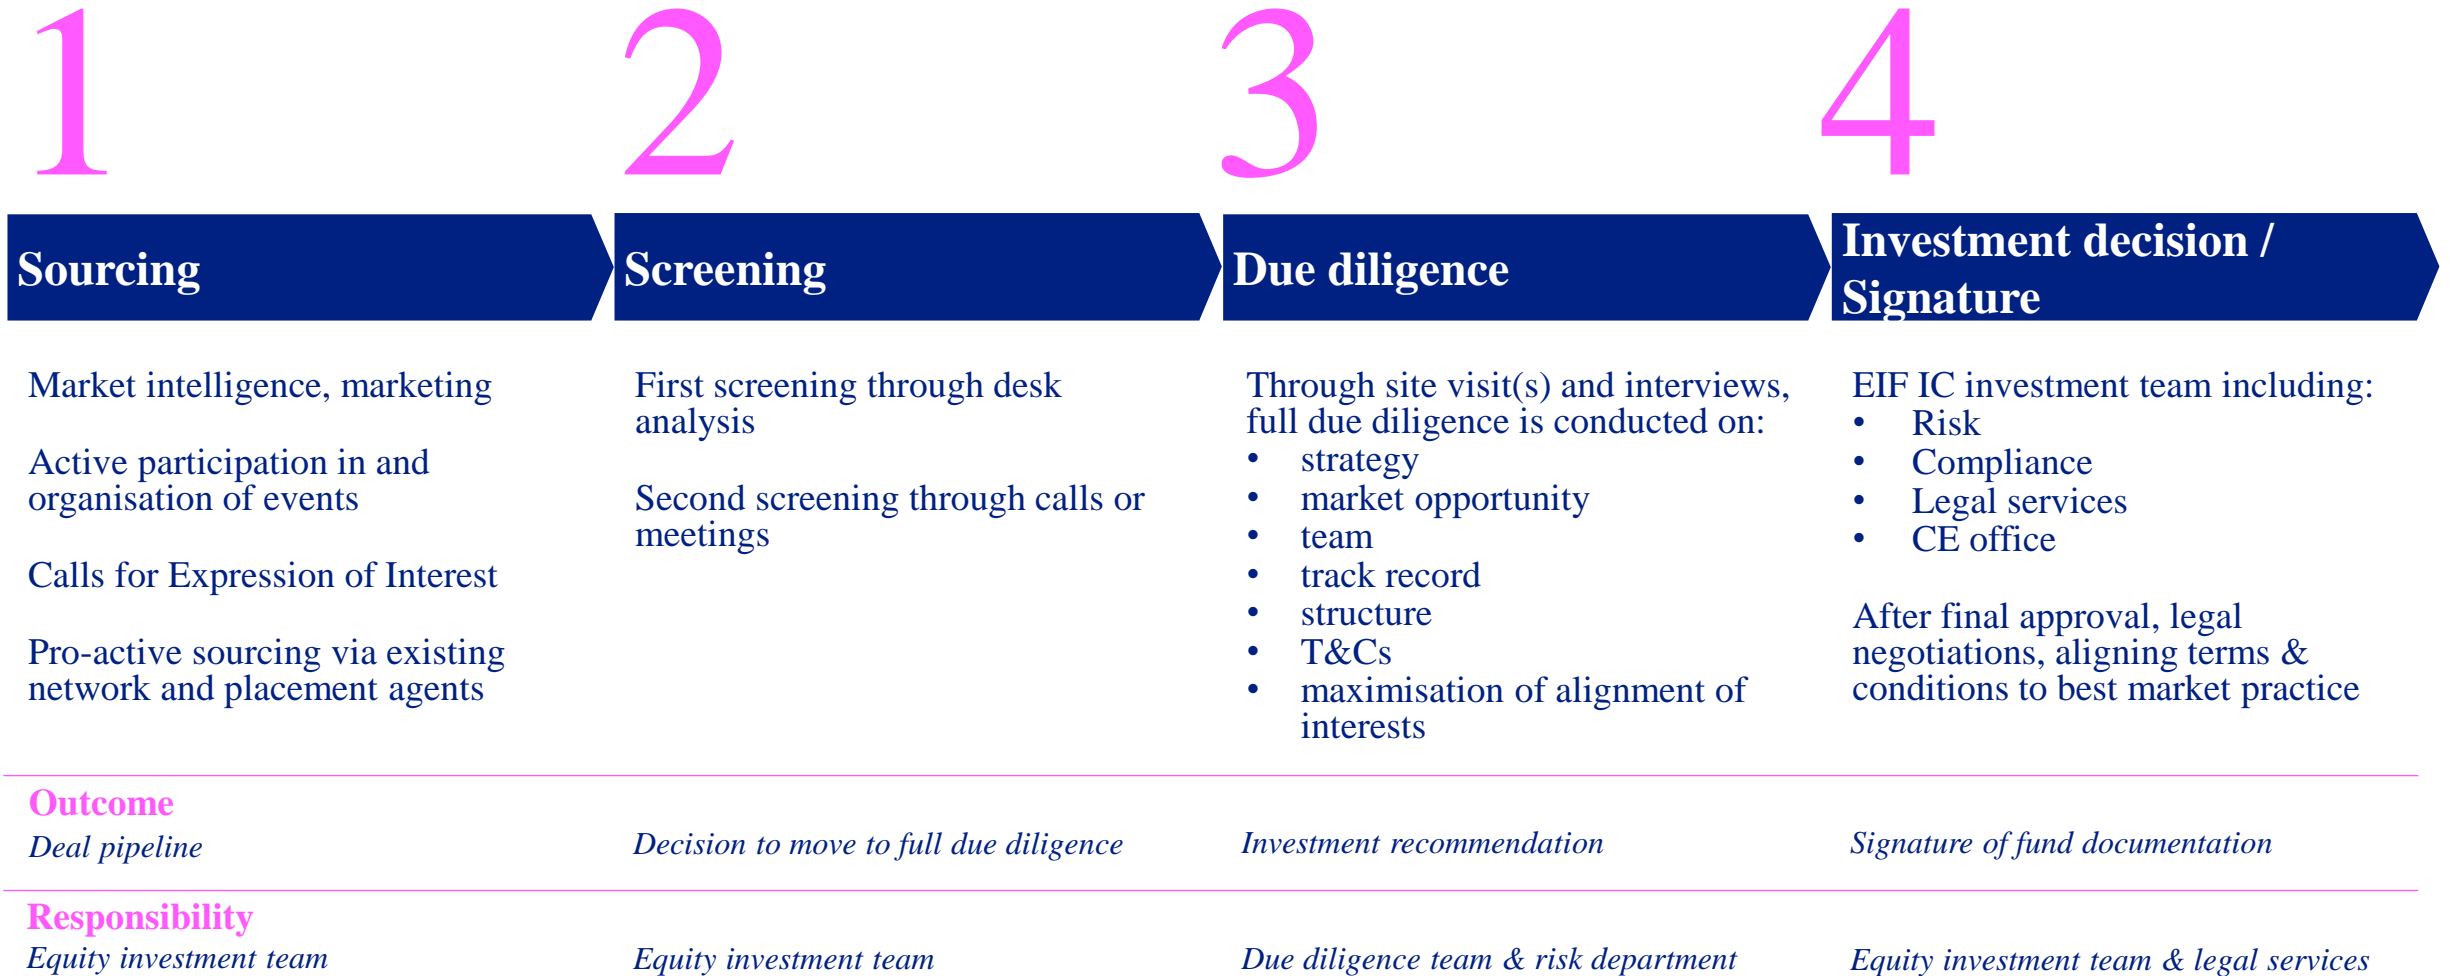 1
2
3
4
Sourcing
Screening
Due diligence
Investment decision /
Signature
Market intelligence, marketing
Active participation in and
organisation of events
Calls for Expression of Interest
Pro-active sourcing via existing
network and placement agents
First screening through desk
analysis
Second screening through calls or
meetings
Through site visit(s) and interviews,
full due diligence is conducted on:
• strategy
• market opportunity
• team
• track record
• structure
• T&Cs
• maximisation of alignment of
interests
EIF IC investment team including:
• Risk
• Compliance
• Legal services
• CE office
After final approval, legal
negotiations, aligning terms &
conditions to best market practice
Outcome
Deal pipeline
Decision to move to full due diligence
Investment recommendation
Signature of fund documentation
Responsibility
Equity investment team
Equity investment team
Due diligence team & risk department
Equity investment team & legal services